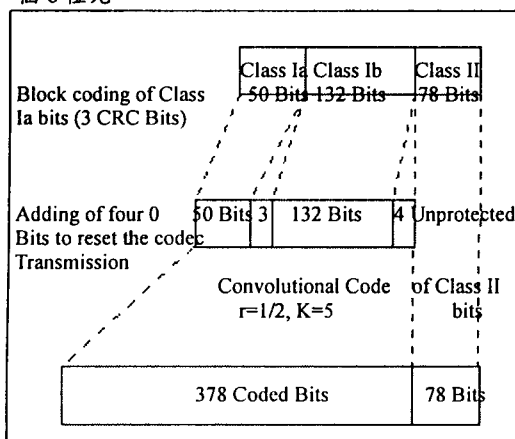 Class Ia Class Ib Class II
Block coding of Class 50 Bits 132 Bits 78 Bits
Ia bits (3 CRC Bits)
Adding of four 0 50 Bits 3 132 Bits 4 Unprotected
Bits to reset the codec
Transmission
Convolutional Code of Class II
r=1/2, K=5 bits
378 Coded Bits 78 Bits